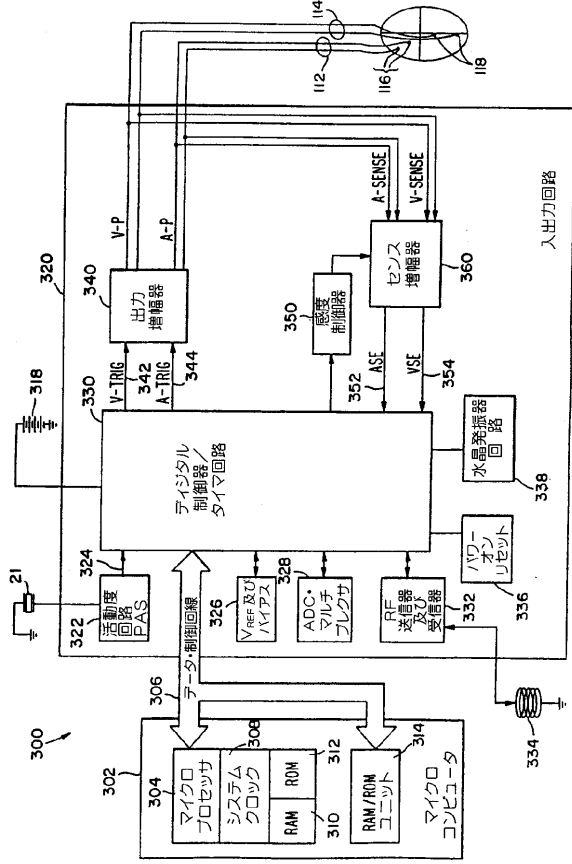 300
302
304
マイクロ
プロセッサ
システム
クロック
308
RAM
ROM
310
312
RAM/ROM
ユニット
314
マイクロ
コンピュータ
306
データ・制御回線
21
318
320
322
活動度
回路
PAS
324
326
VREF及び
バイアス
328
ADC・
マルチ
プレクサ
RF
送信器
及び
受信器
332
334
330
ディジタル
制御器/
タイマ回路
パワー
オン
リセット
336
水晶発振器
回路
338
V-TRIG
342
A-TRIG
344
340
出力
増幅器
V-P
A-P
350
感度
制御器
352
ASE
VSE
354
センス
増幅器
360
A-SENSE
V-SENSE
入出力回路
112
114
116
118